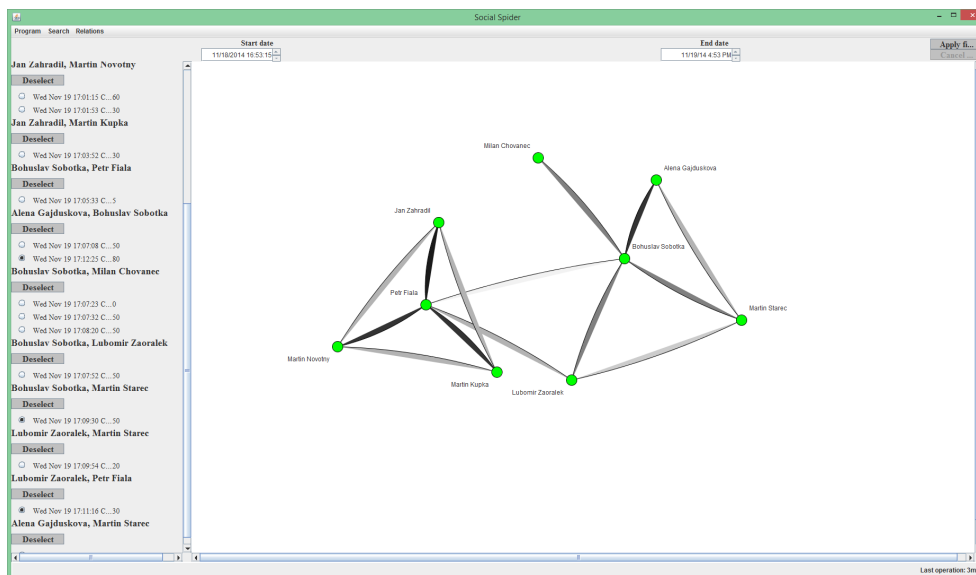 Social Spider
Program Search Relations
Start date
11/18/2014 16:53:15
End date
11/19/14 4:53 PM
Apply fi...
Cancel ...
Jan Zahradil, Martin Novotny
Deselect
Wed Nov 19 17:01:15 C...60
Wed Nov 19 17:01:53 C...30
Jan Zahradil, Martin Kupka
Deselect
Wed Nov 19 17:03:52 C...30
Bohuslav Sobotka, Petr Fiala
Deselect
Wed Nov 19 17:05:33 C...5
Alena Gajduskova, Bohuslav Sobotka
Deselect
Wed Nov 19 17:07:08 C...50
Wed Nov 19 17:12:25 C...80
Bohuslav Sobotka, Milan Chovanec
Deselect
Wed Nov 19 17:07:23 C...0
Wed Nov 19 17:07:32 C...50
Wed Nov 19 17:08:20 C...50
Bohuslav Sobotka, Lubomir Zaoralek
Deselect
Wed Nov 19 17:07:52 C...50
Bohuslav Sobotka, Martin Starec
Deselect
Wed Nov 19 17:09:30 C...50
Lubomir Zaoralek, Martin Starec
Deselect
Wed Nov 19 17:09:54 C...20
Lubomir Zaoralek, Petr Fiala
Deselect
Wed Nov 19 17:11:16 C...30
Alena Gajduskova, Martin Starec
Deselect
Milan Chovanec
Alena Gajduskova
Jan Zahradil
Bohuslav Sobotka
Petr Fiala
Martin Starec
Martin Novotny
Martin Kupka
Lubomir Zaoralek
Last operation: 3m